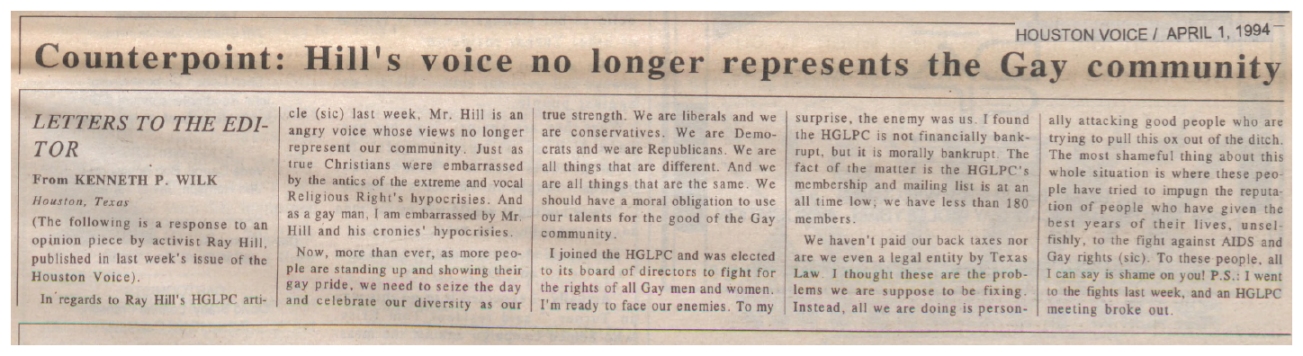 HOUSTON VOICE / APRIL 1, 1994
Counterpoint: Hill's voice no longer represents the Gay community
LETTERS TO THE EDI-
TOR
From KENNETH P. WILK
Houston, Texas
(The following is a response to an
opinion piece by activist Ray Hill,
published in last week's issue of the
Houston Voice).
In regards to Ray Hill's HGLPC arti-
cle (sic) last week, Mr. Hill is an
angry voice whose views no longer
represent our community. Just as
true Christians were embarrassed
by the antics of the extreme and vocal
Religious Right's hypocrisies. And
as a gay man, I am embarrassed by Mr.
Hill and his cronies' hypocrisies.
Now, more than ever, as more peo-
ple are standing up and showing their
gay pride, we need to seize the day
and celebrate our diversity as our
true strength. We are liberals and we
are conservatives. We are Demo-
crats and we are Republicans. We are
all things that are different. And we
are all things that are the same. We
should have a moral obligation to use
our talents for the good of the Gay
community.
I joined the HGLPC and was elected
to its board of directors to fight for
the rights of all Gay men and women.
I'm ready to face our enemies. To my
surprise, the enemy was us. I found
the HGLPC is not financially bank-
rupt, but it is morally bankrupt. The
fact of the matter is the HGLPC's
membership and mailing list is at an
all time low; we have less than 180
members.
We haven't paid our back taxes nor
are we even a legal entity by Texas
Law. I thought these are the prob-
lems we are suppose to be fixing.
Instead, all we are doing is person-
ally attacking good people who are
trying to pull this ox out of the ditch.
The most shameful thing about this
whole situation is where these peo-
ple have tried to impugn the reputa-
tion of people who have given the
best years of their lives, unsel-
fishly, to the fight against AIDS and
Gay rights (sic). To these people, all
I can say is shame on you! P.S.: I went
to the fights last week, and an HGLPC
meeting broke out.